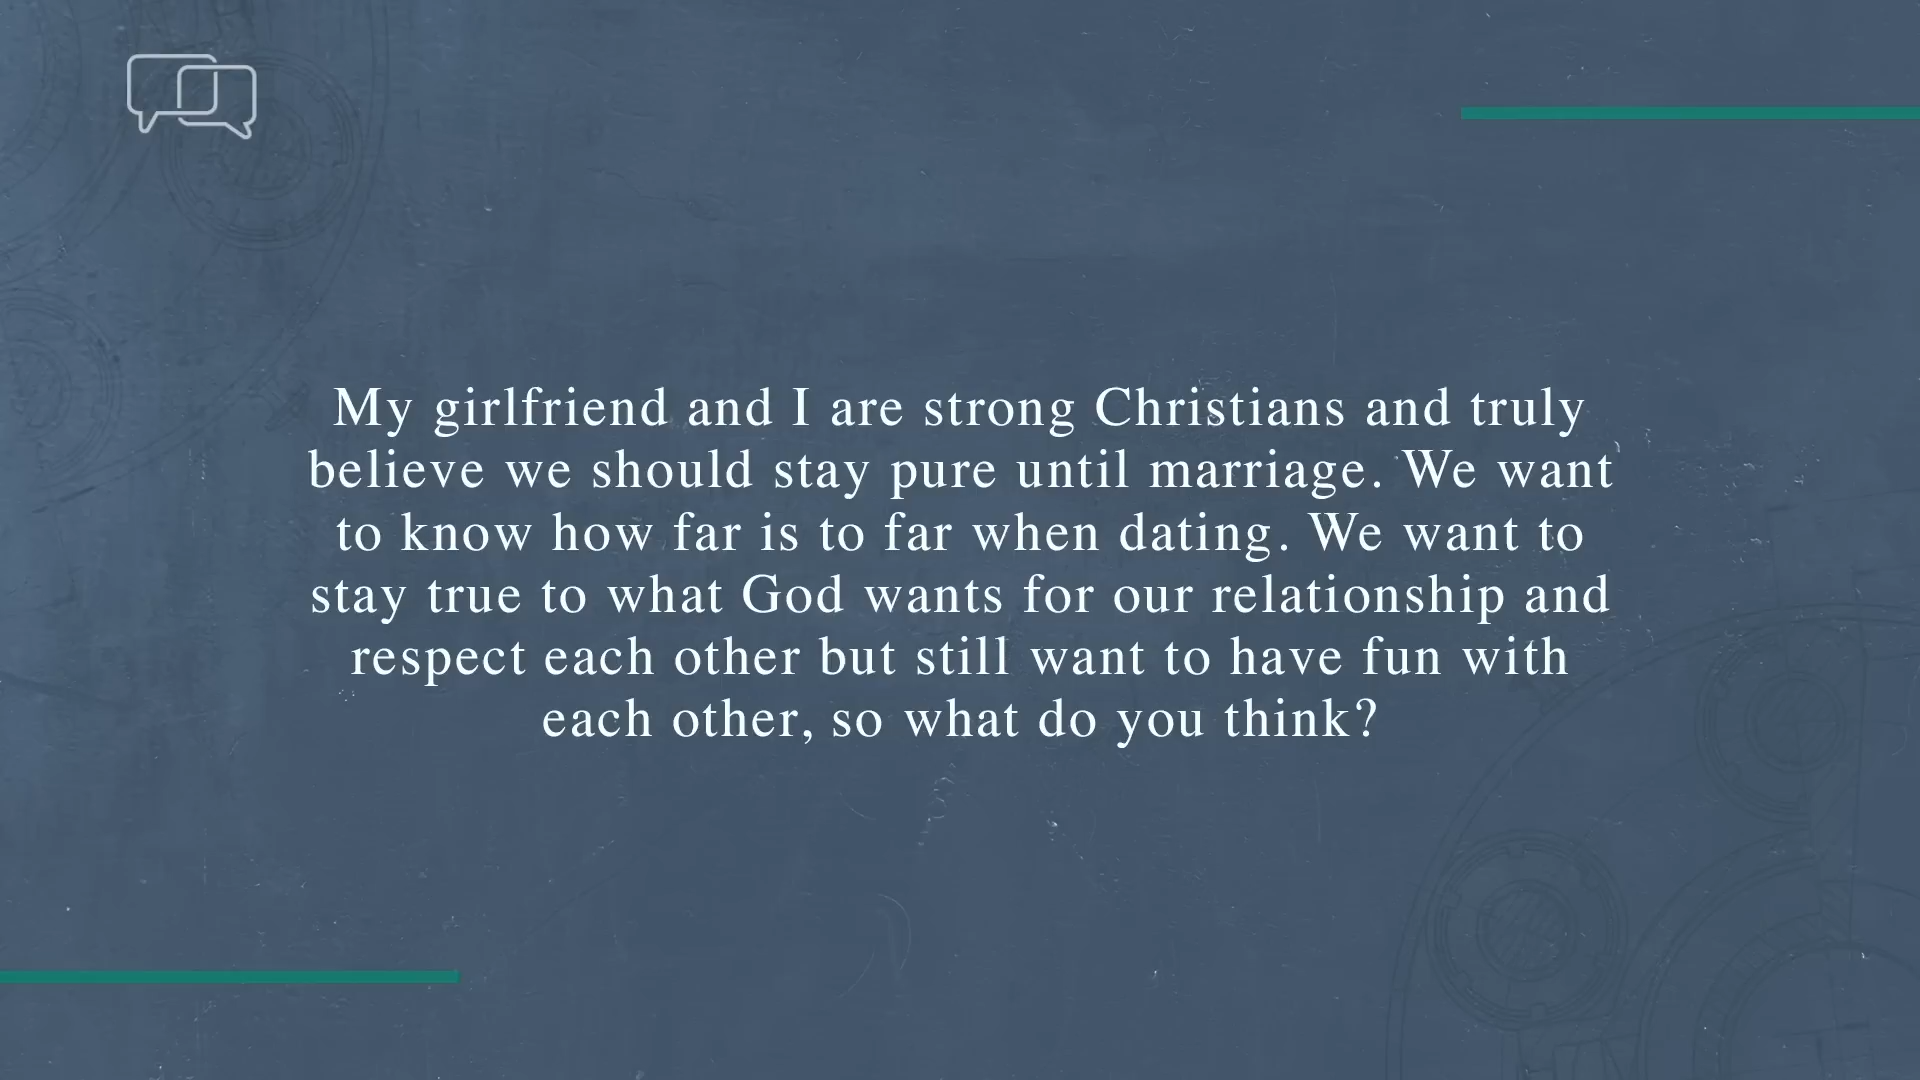 My girlfriend and I are strong Christians and truly
believe we should stay pure until marriage. We want
to know how far is to far when dating. We want to
stay true to what God wants for our relationship and
respect each other but still want to have fun with
each other, so what do you think?